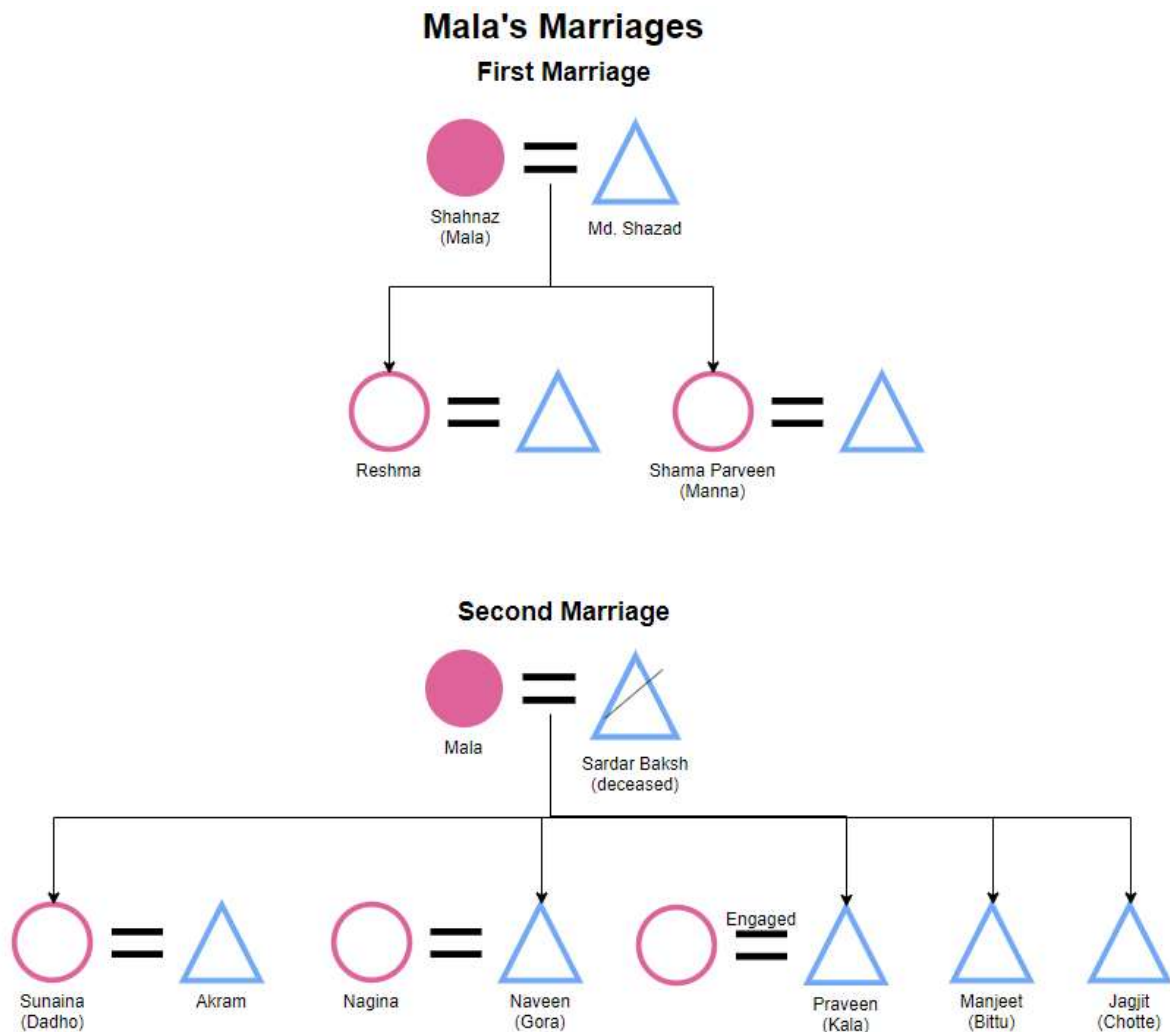 Mala's Marriages
First Marriage
Shahnaz
(Mala)
Md. Shazad
Reshma
Shama Parveen
(Manna)
Second Marriage
Mala
Sardar Baksh
(deceased)
Engaged
Sunaina
(Dadho)
Akram
Nagina
Naveen
(Gora)
Praveen
(Kala)
Manjeet
(Bittu)
Jagjit
(Chotte)